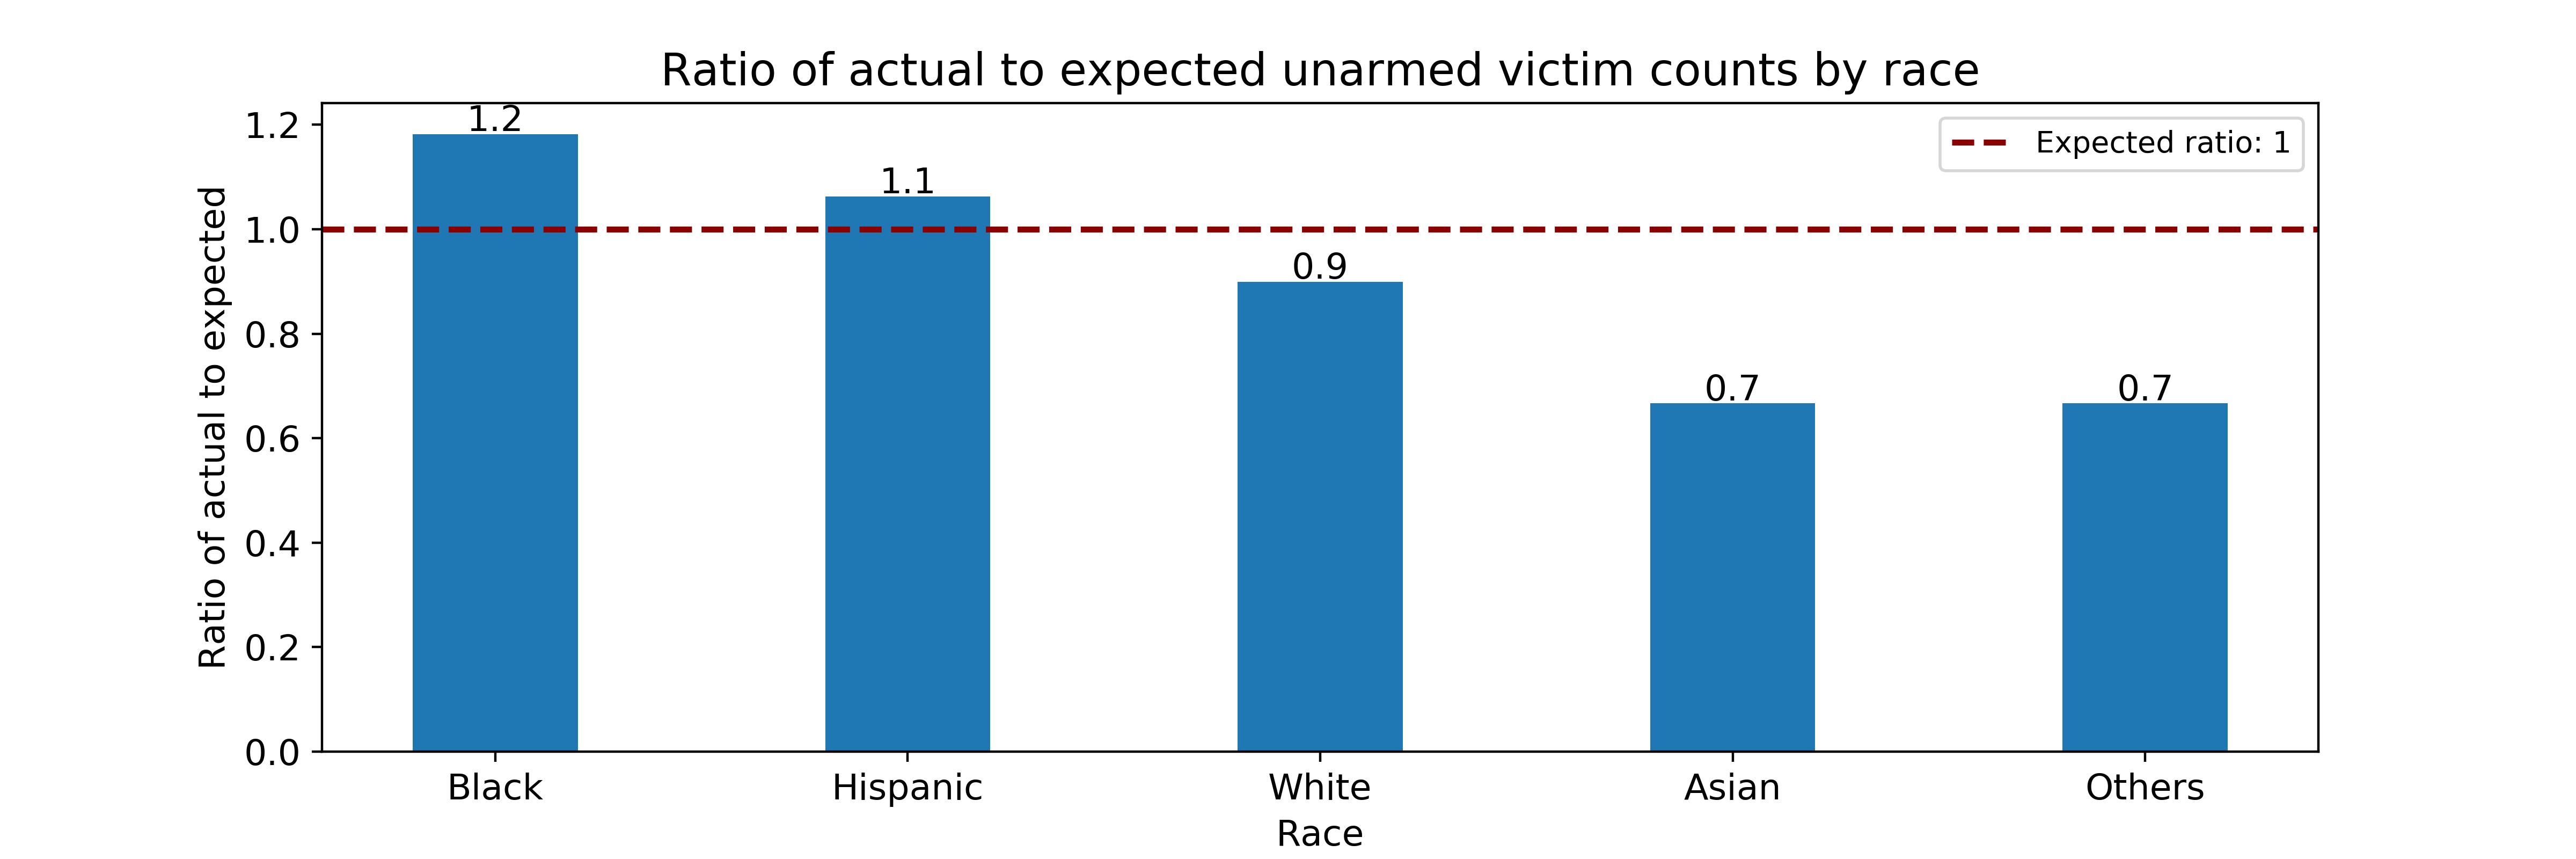 Ratio of actual to expected unarmed victim counts by race
Ratio of actual to expected
1.2
1.0
0.8
0.6
0.4
0.2
0.0
1.2
1.1
0.9
0.7
0.7
Expected ratio: 1
Black
Hispanic
White
Asian
Others
Race